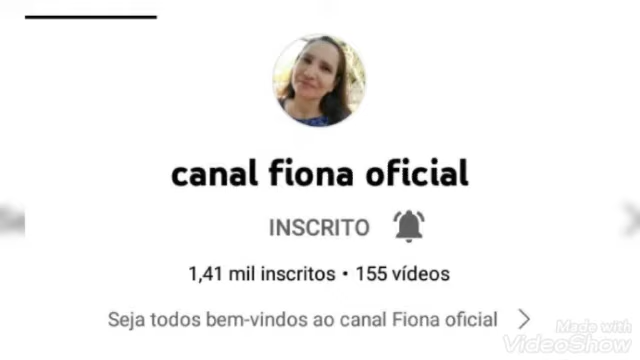 canal fiona oficial
INSCRITO
1,41 mil inscritos • 155 vídeos
Seja todos bem-vindos ao canal Fiona oficial
Made with
VideoShow